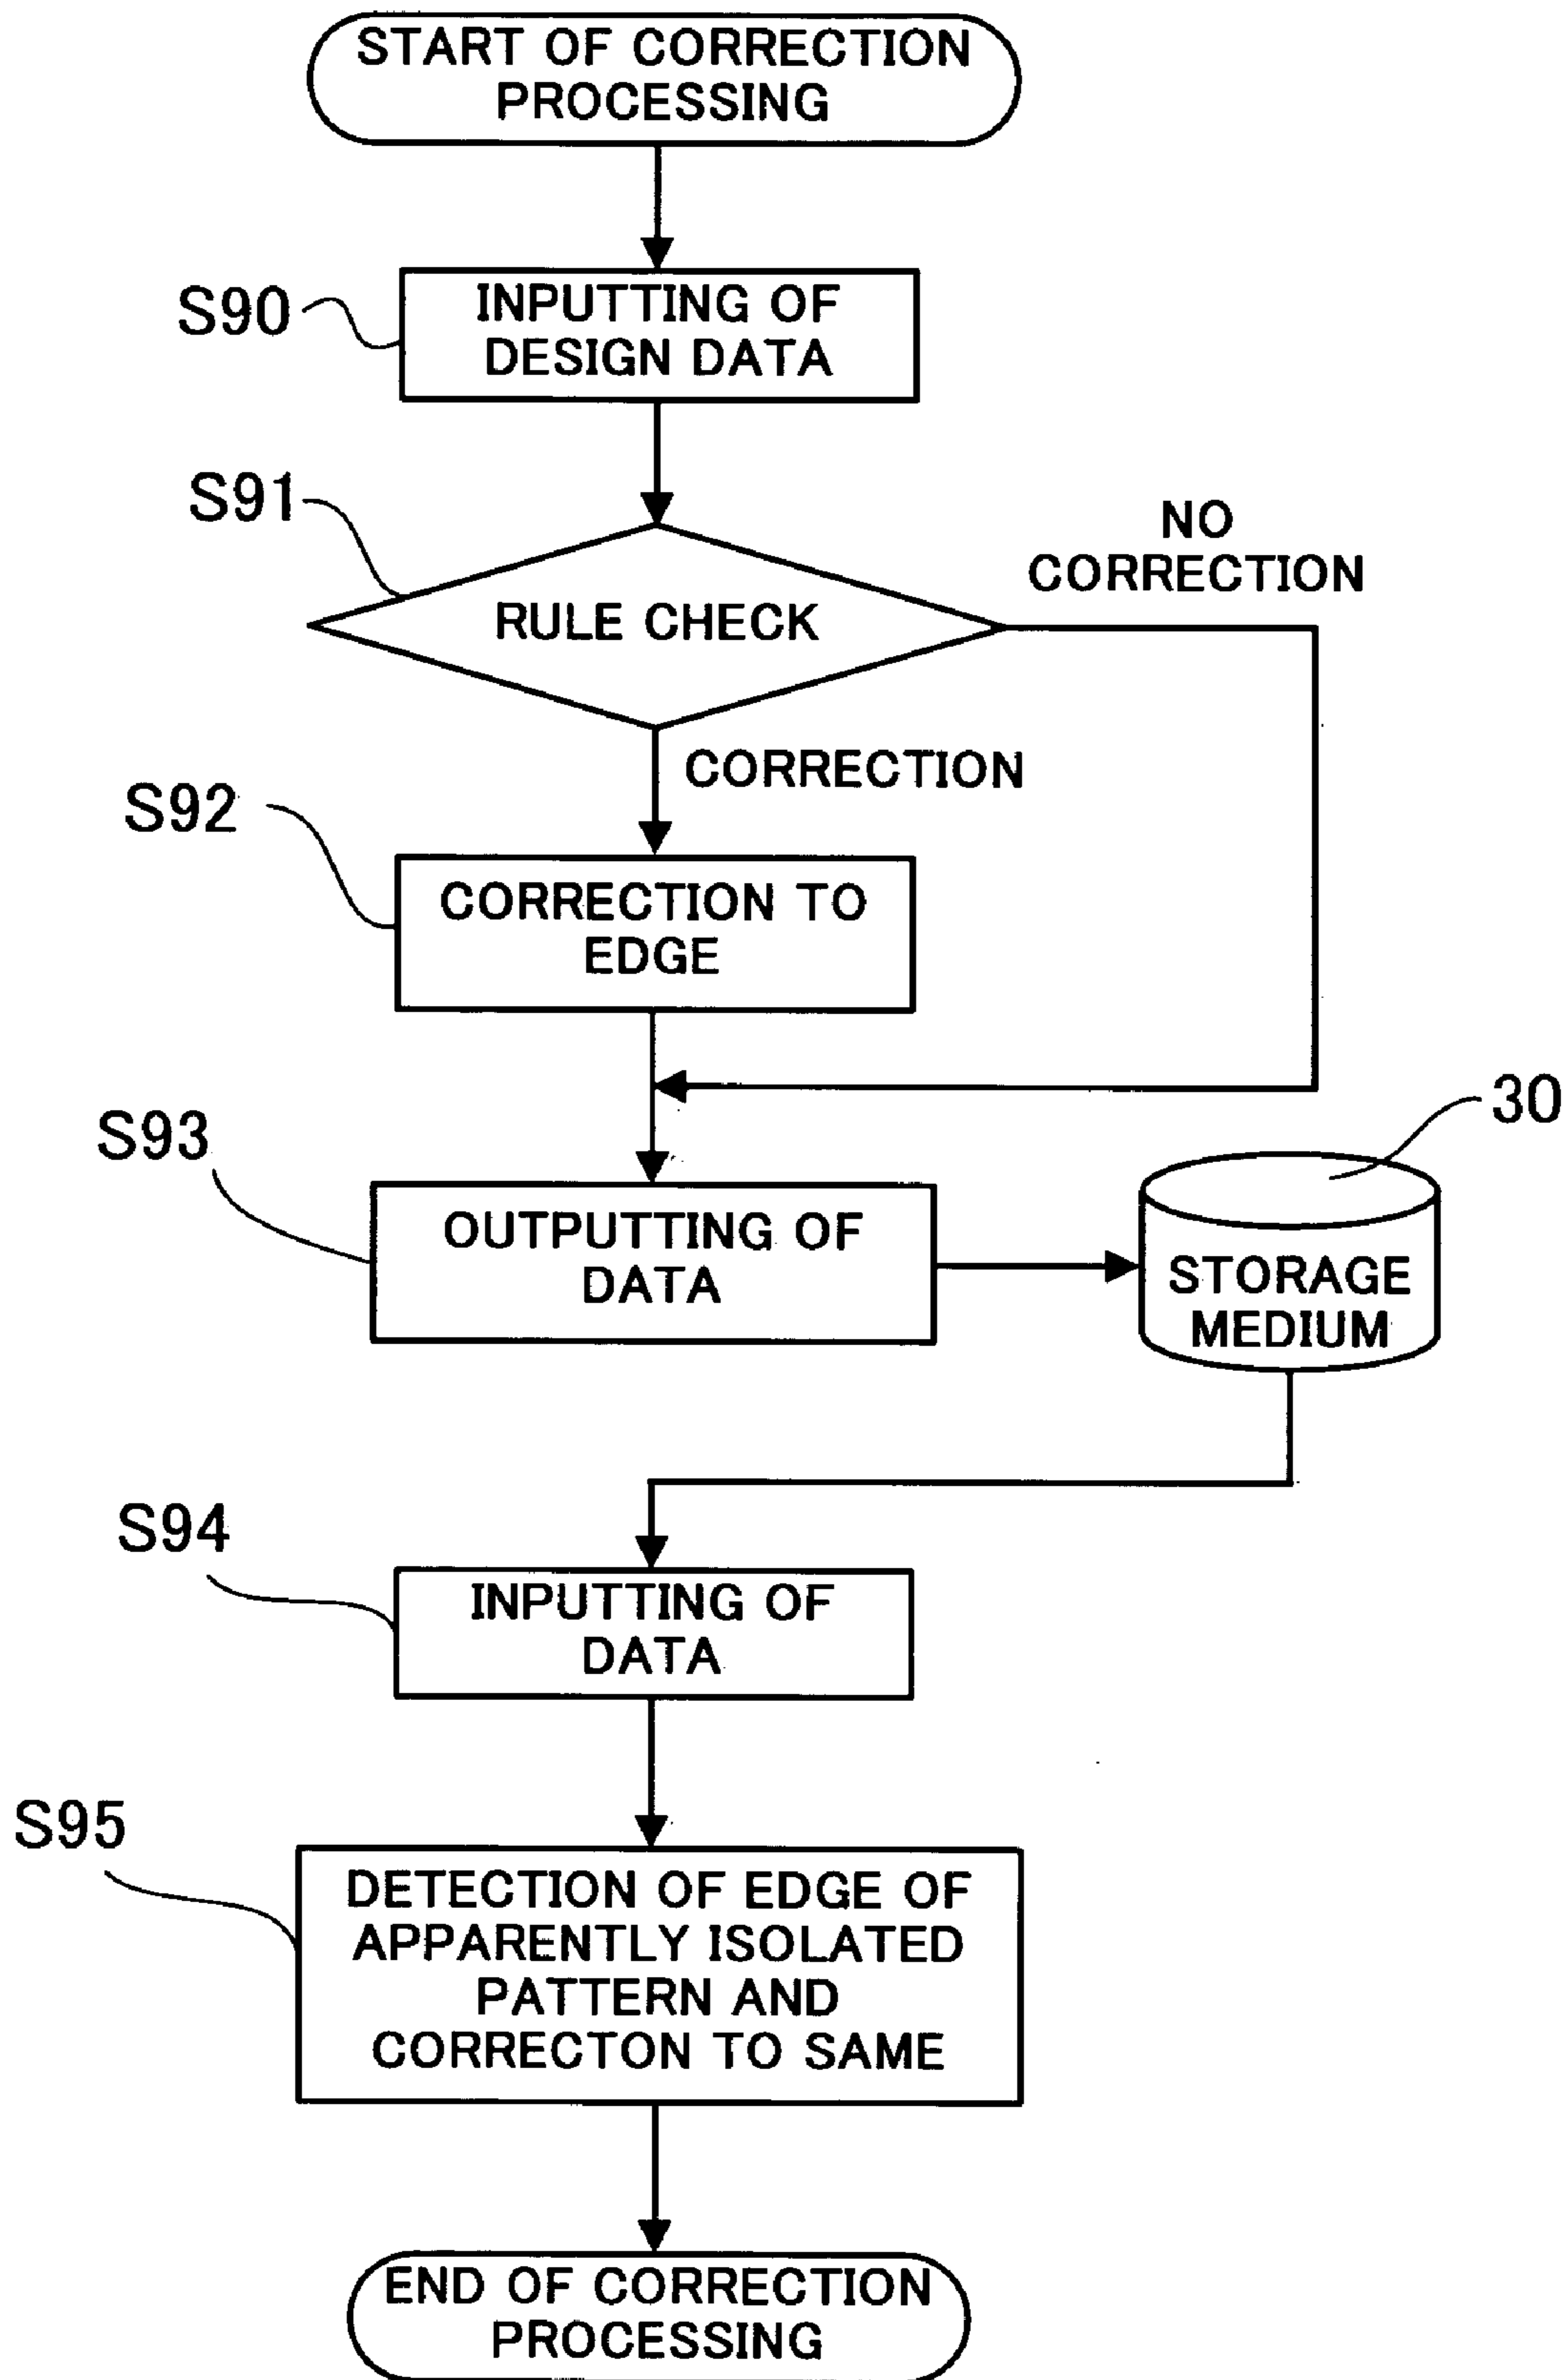 START OF CORRECTION
PROCESSING
S90
INPUTTING OF
DESIGN DATA
S91
RULE CHECK
NO
CORRECTION
CORRECTION
S92
CORRECTION TO
EDGE
S93
OUTPUTTING OF
DATA
30
STORAGE
MEDIUM
S94
INPUTTING OF
DATA
S95
DETECTION OF EDGE OF
APPARENTLY ISOLATED
PATTERN AND
CORRECTON TO SAME
END OF CORRECTION
PROCESSING